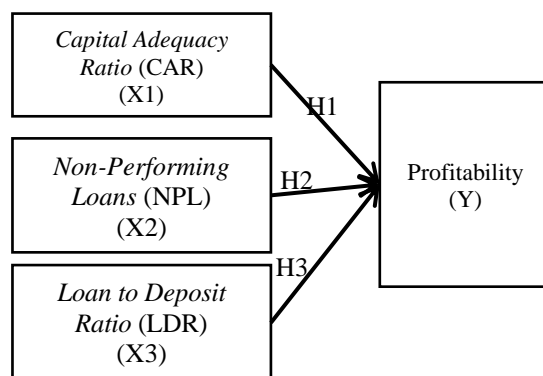 Capital Adequacy
Ratio (CAR)
(X1)
H1
Non-Performing
Loans (NPL)
(X2)
H2
Profitability
(Y)
Loan to Deposit
Ratio (LDR)
(X3)
H3